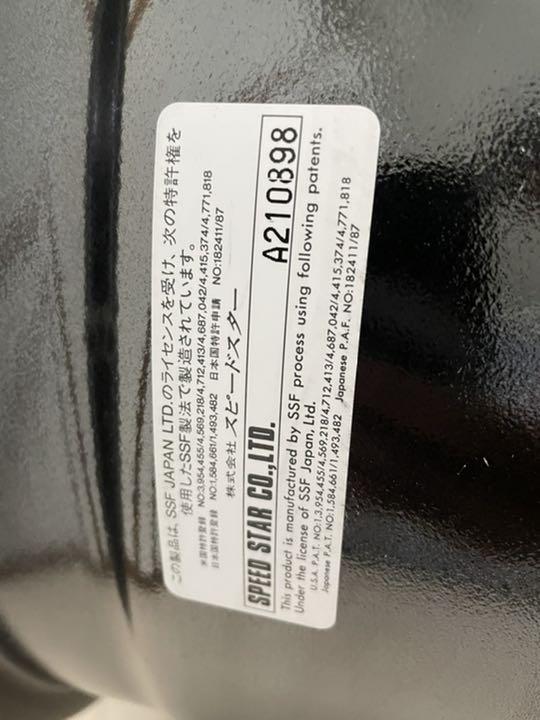 この製品は、SSF JAPAN LTD.のライセンスを受け、次の特許権を
使用したSSF製法で製造されています。
米国特許登録 NO:3,954,455/4,569,218/4,712,413/4,687,042/4,415,374/4,771,818
日本国特許登録 NO:1,584,661/1,493,482 日本国特許申請 NO:182411/87
株式会社 スピードスター
SPEED STAR CO.,LTD. A210898
This product is manufactured by SSF process using following patents.
Under the license of SSF Japan, Ltd.
U.S.A. P.A.T. NO:1,3,954,455/4,569,218/4,712,413/4,687,042/4,415,374/4,771,818
Japanese P.A.T. NO:1,584,661/1,493,482 Japanese P.A.F. NO:182411/87